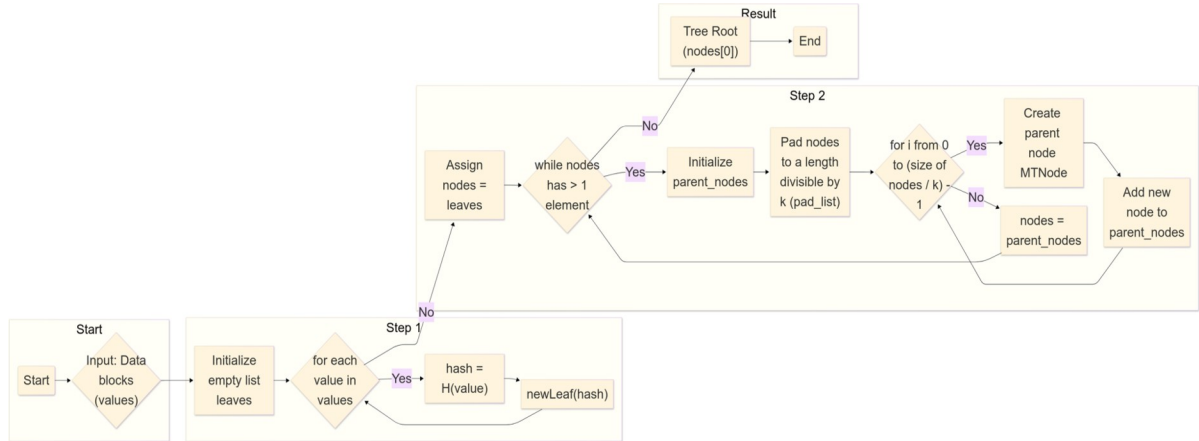 Result
Tree Root
(nodes[0])
End
Step 2
No
Assign
nodes =
leaves
while nodes
has > 1
element
Yes
Initialize
parent_nodes
Pad nodes
to a length
divisible by
k (pad_list)
for i from 0
to (size of
nodes / k) -
1
Yes
Create
parent
node
MTNode
No
nodes =
parent_nodes
Add new
node to
parent_nodes
No
Start
Start
Input: Data
blocks
(values)
Step 1
Initialize
empty list
leaves
for each
value in
values
Yes
hash =
H(value)
newLeaf(hash)